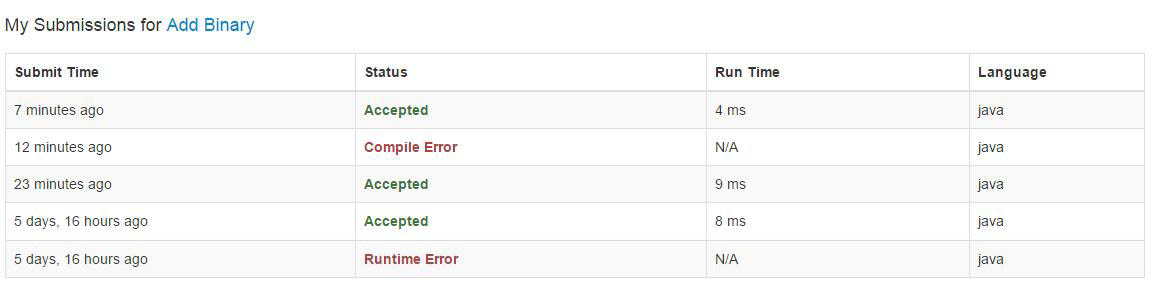 My Submissions for Add Binary
Submit Time Status Run Time Language
7 minutes ago Accepted 4 ms java
12 minutes ago Compile Error N/A java
23 minutes ago Accepted 9 ms java
5 days, 16 hours ago Accepted 8 ms java
5 days, 16 hours ago Runtime Error N/A java